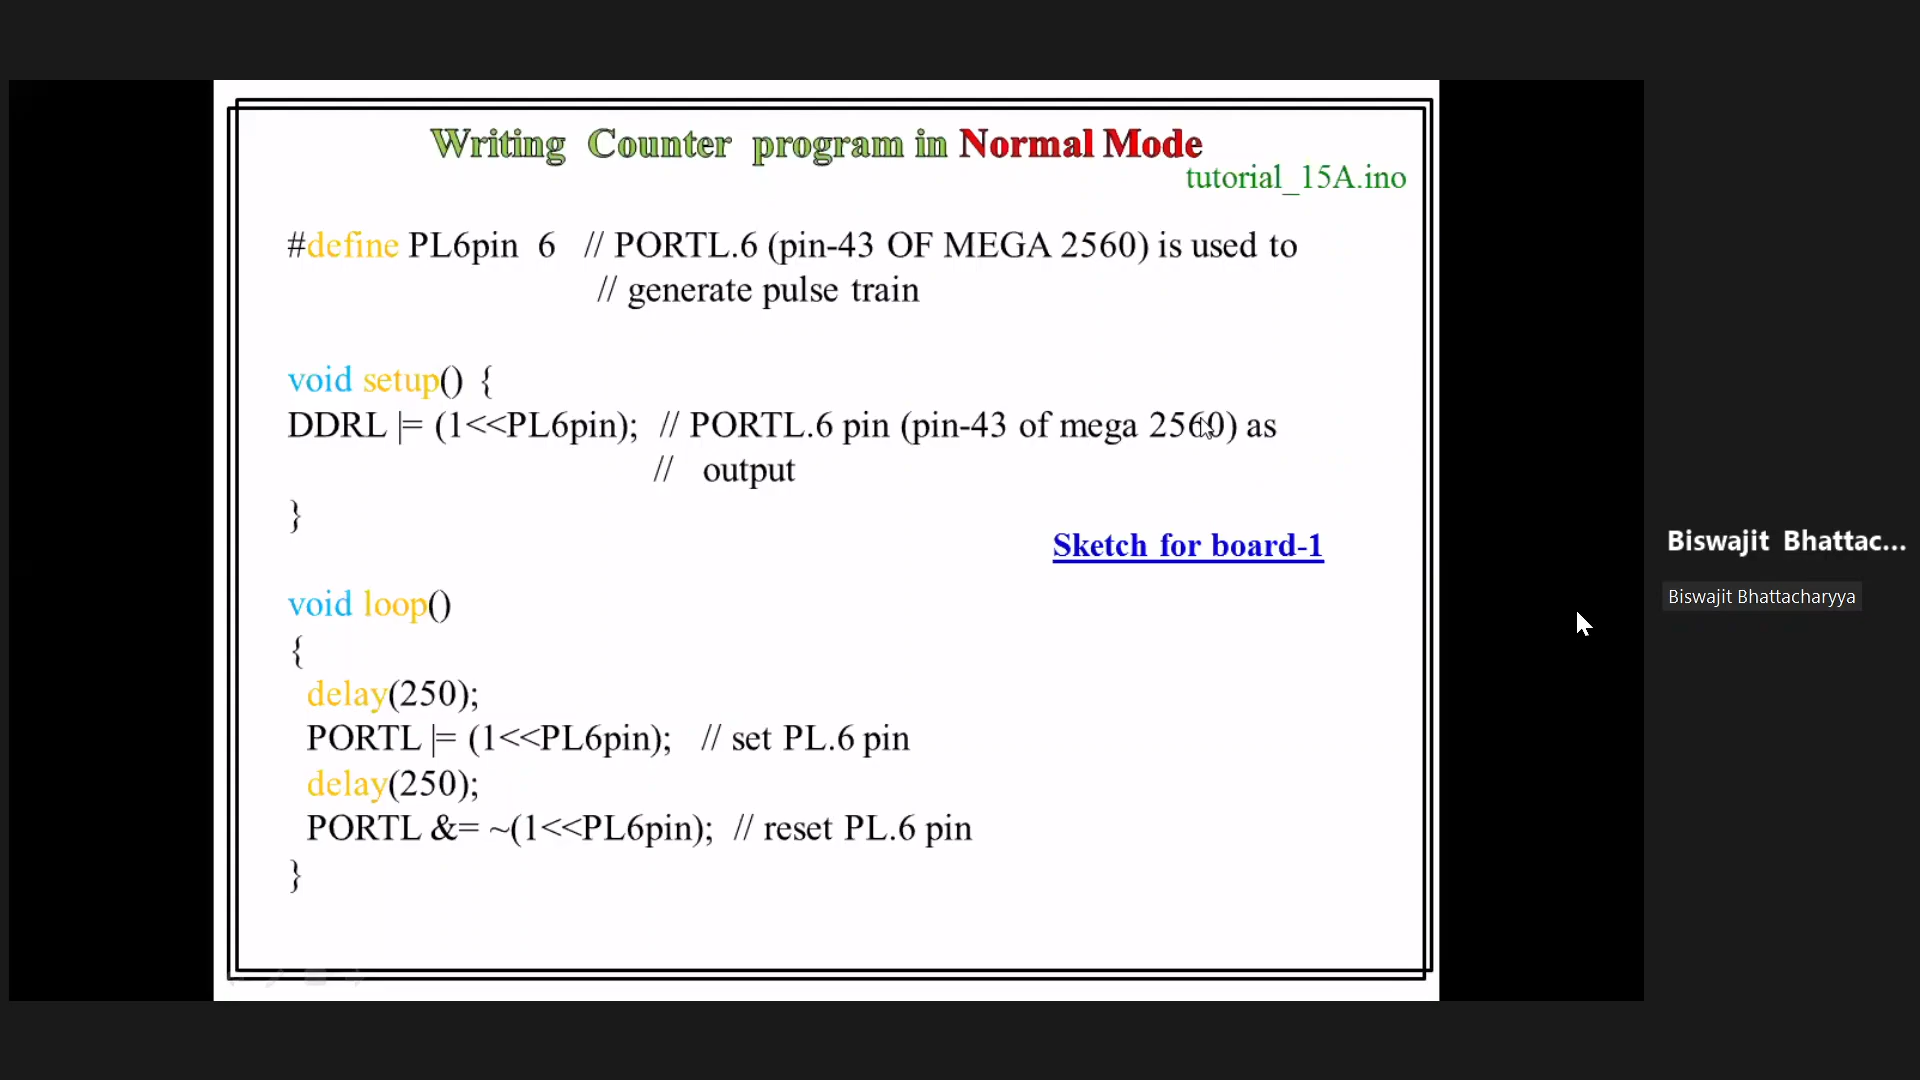 Writing Counter program in Normal Mode
tutorial_15A.ino
#define PL6pin 6 // PORTL.6 (pin-43 OF MEGA 2560) is used to
// generate pulse train
void setup() {
DDRL |= (1<<PL6pin); // PORTL.6 pin (pin-43 of mega 2560) as
// output
}
Sketch for board-1
void loop()
{
delay(250);
PORTL |= (1<<PL6pin); // set PL.6 pin
delay(250);
PORTL &= ~(1<<PL6pin); // reset PL.6 pin
}
Biswajit Bhattac...
Biswajit Bhattacharyya